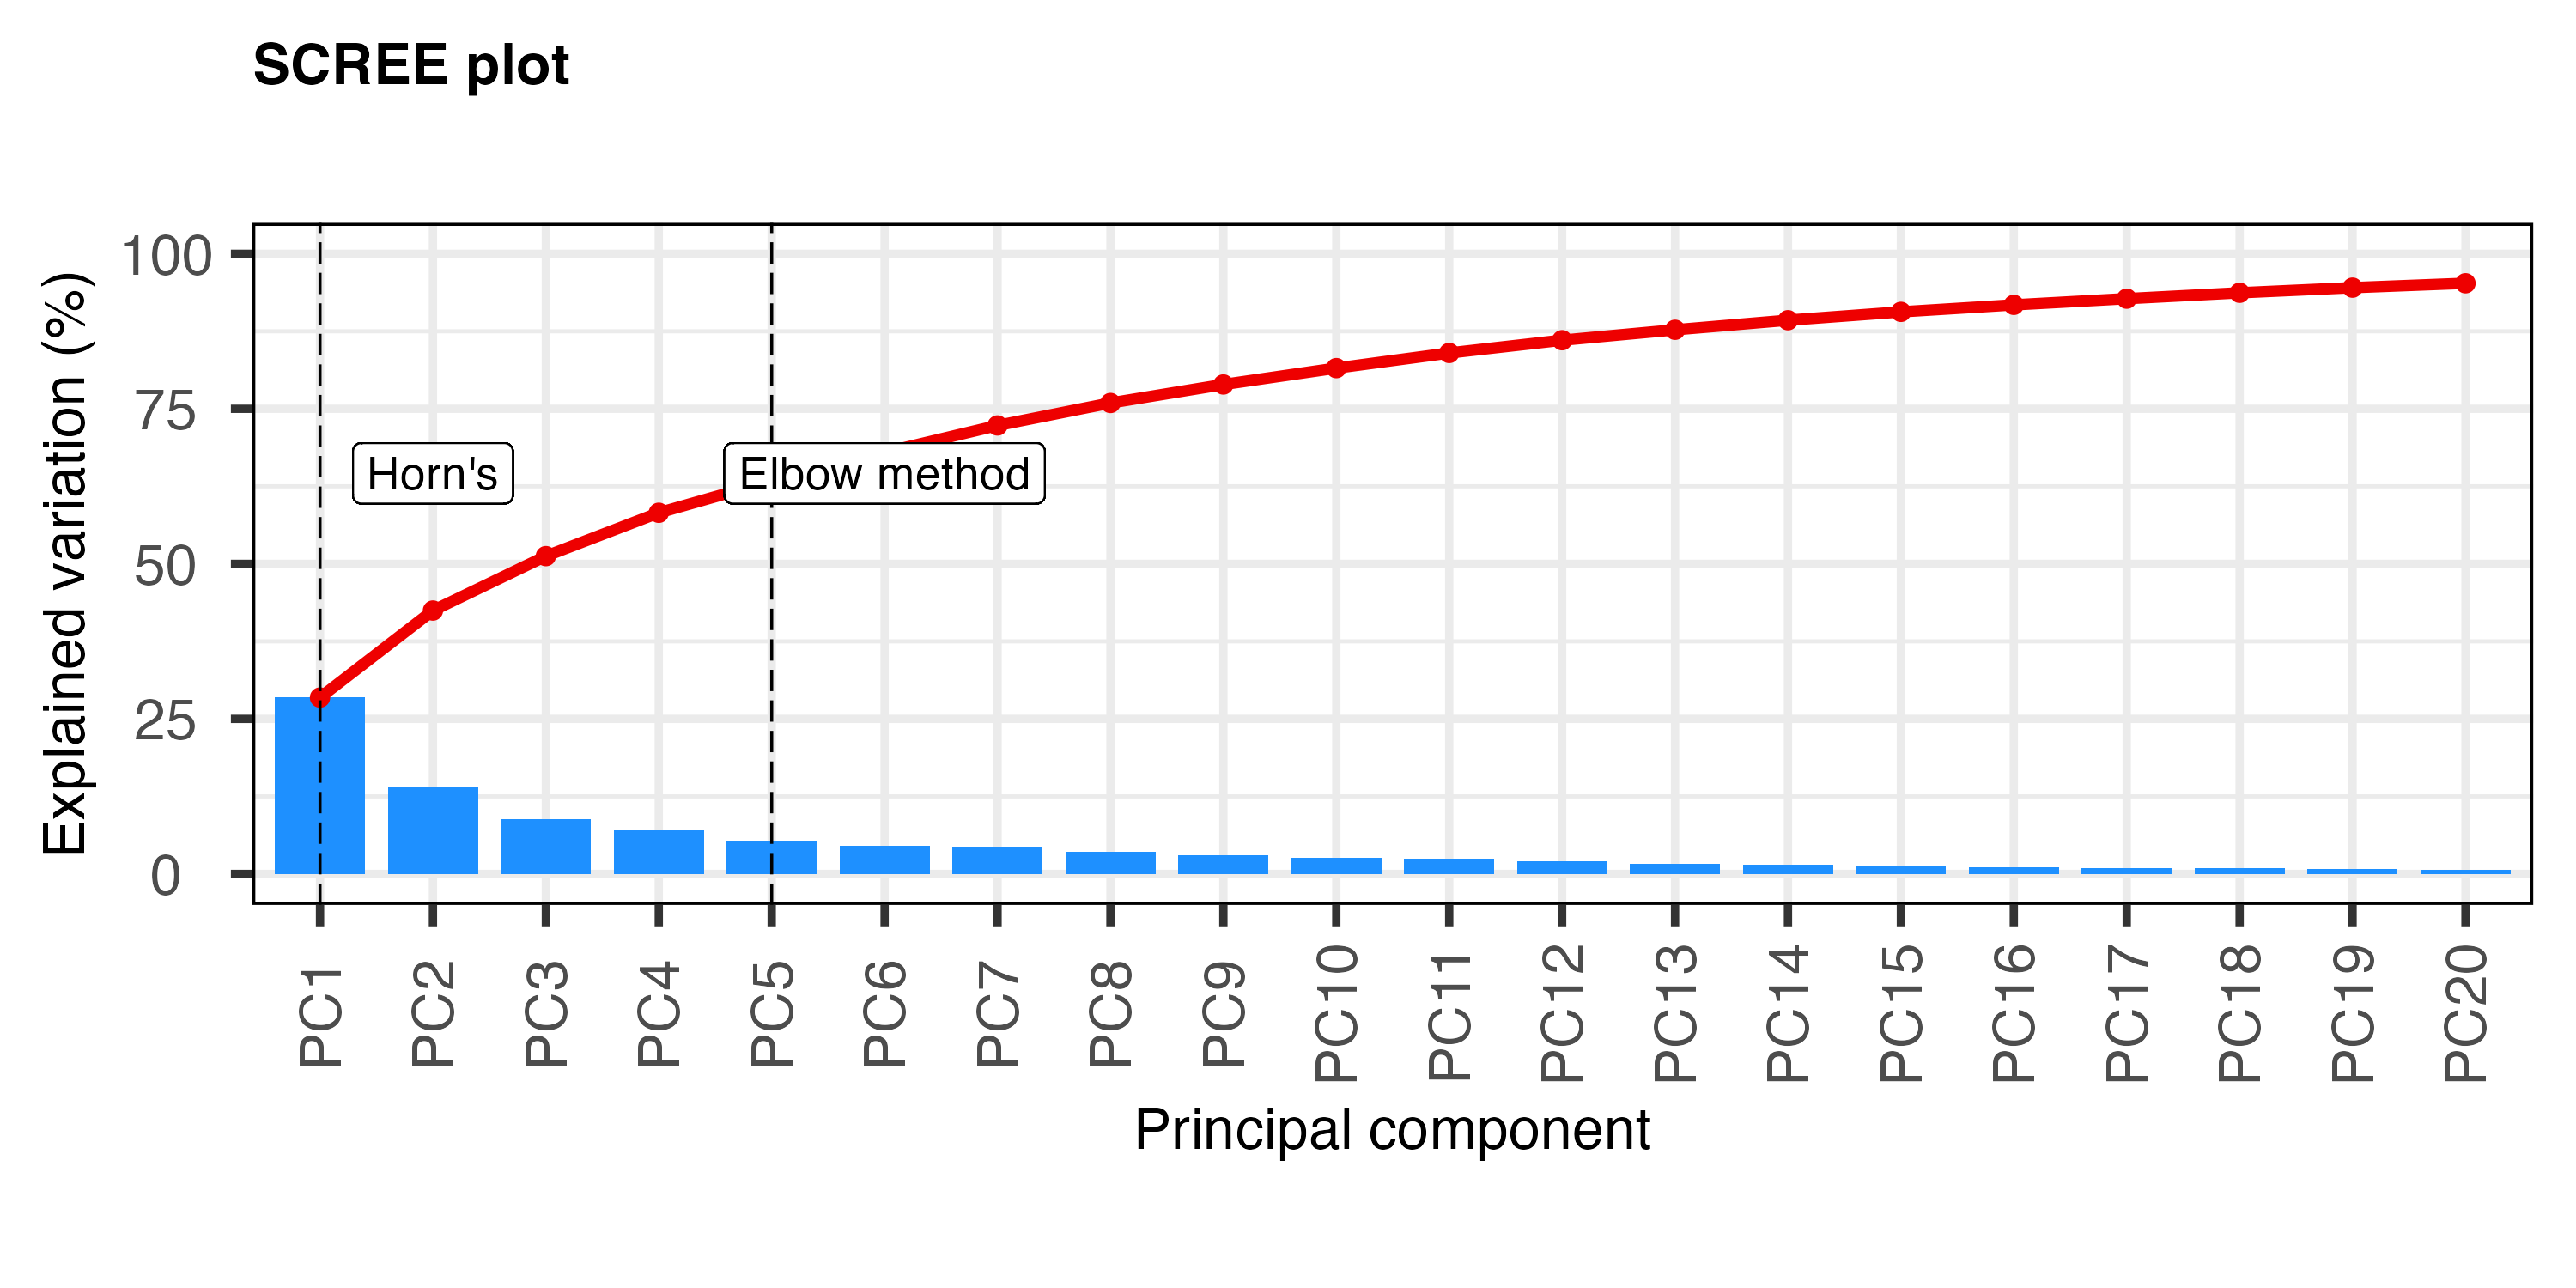 SCREE plot
Explained variation (%)
100
75
50
25
0
Horn's
Elbow method
PC1
PC2
PC3
PC4
PC5
PC6
PC7
PC8
PC9
PC10
PC11
PC12
PC13
PC14
PC15
PC16
PC17
PC18
PC19
PC20
Principal component